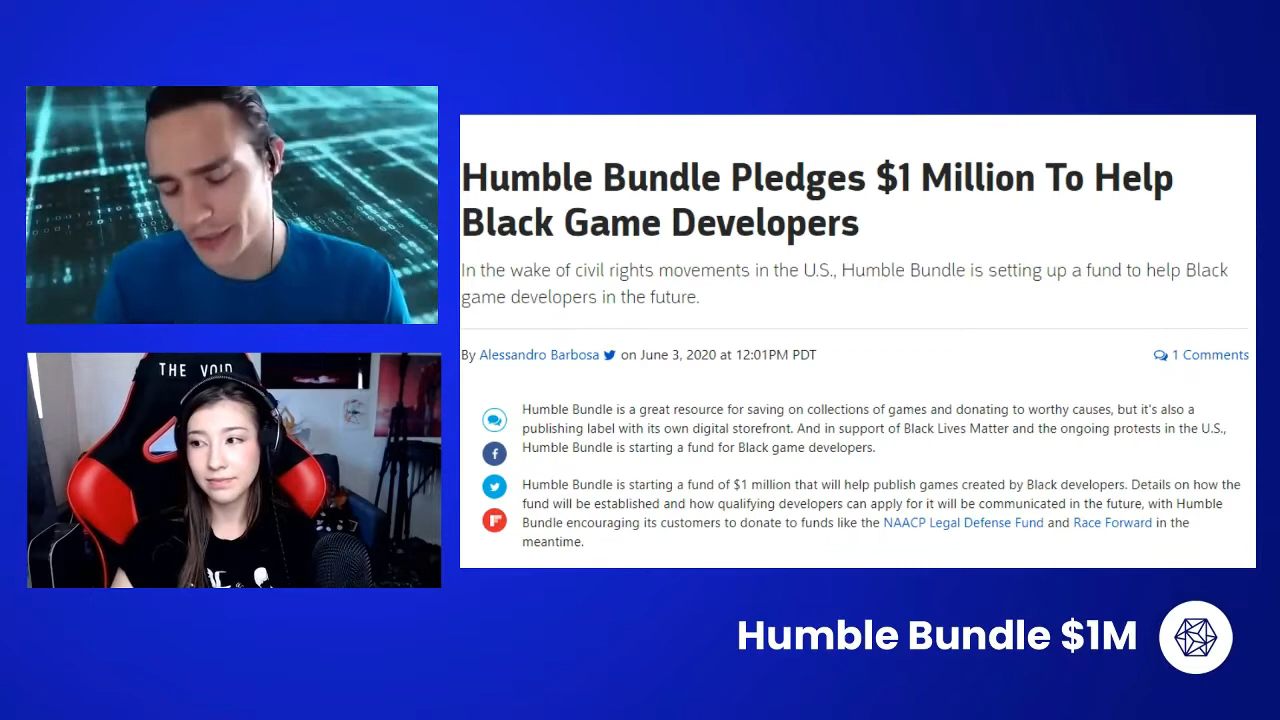 THE VOID
Humble Bundle Pledges $1 Million To Help
Black Game Developers
In the wake of civil rights movements in the U.S., Humble Bundle is setting up a fund to help Black
game developers in the future.
By Alessandro Barbosa on June 3, 2020 at 12:01PM PDT
1 Comments
Humble Bundle is a great resource for saving on collections of games and donating to worthy causes, but it's also a
publishing label with its own digital storefront. And in support of Black Lives Matter and the ongoing protests in the U.S.,
Humble Bundle is starting a fund for Black game developers.
Humble Bundle is starting a fund of $1 million that will help publish games created by Black developers. Details on how the
fund will be established and how qualifying developers can apply for it will be communicated in the future, with Humble
Bundle encouraging its customers to donate to funds like the NAACP Legal Defense Fund and Race Forward in the
meantime.
Humble Bundle $1M